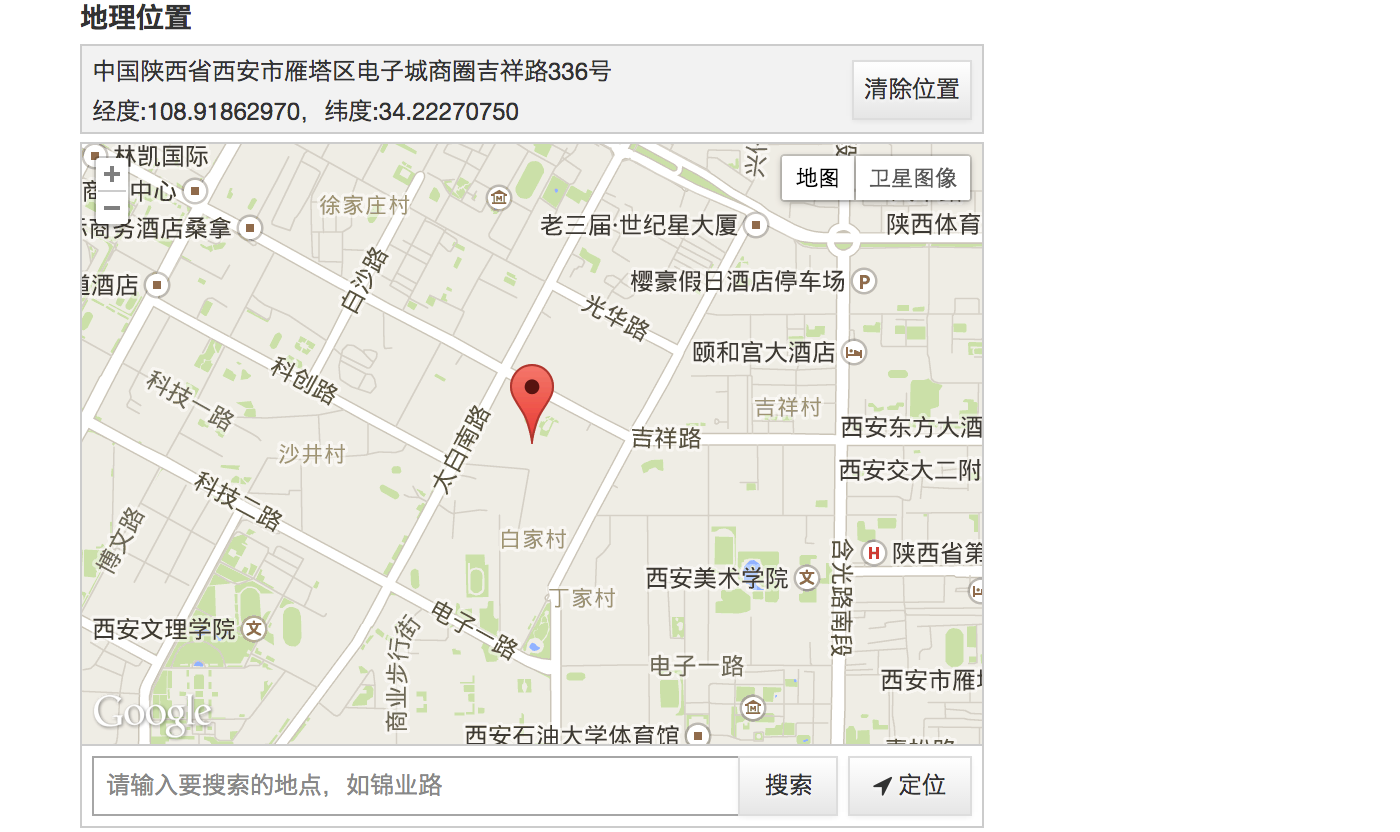 地理位置
中国陕西省西安市雁塔区电子城商圈吉祥路336号
清除位置
经度:108.91862970，纬度:34.22270750
林凯国际
地图
卫星图像
中心
徐家庄村
老三届·世纪星大厦
陕西体育
商务酒店桑拿
白沙路
酒店
樱豪假日酒店停车场
P
光华路
颐和宫大酒店
科创路
科技一路
吉祥村
太白南路
吉祥路
西安东方大酒
沙井村
西安交大二附
科技二路
博文路
白家村
含光路南段
H
陕西省第
西安美术学院
文
丁家村
西安文理学院
文
电子一路
商业步行街
电子一路
西安市雁塔
Google
西安石油大学体育馆
请输入要搜索的地点，如锦业路
搜索
定位